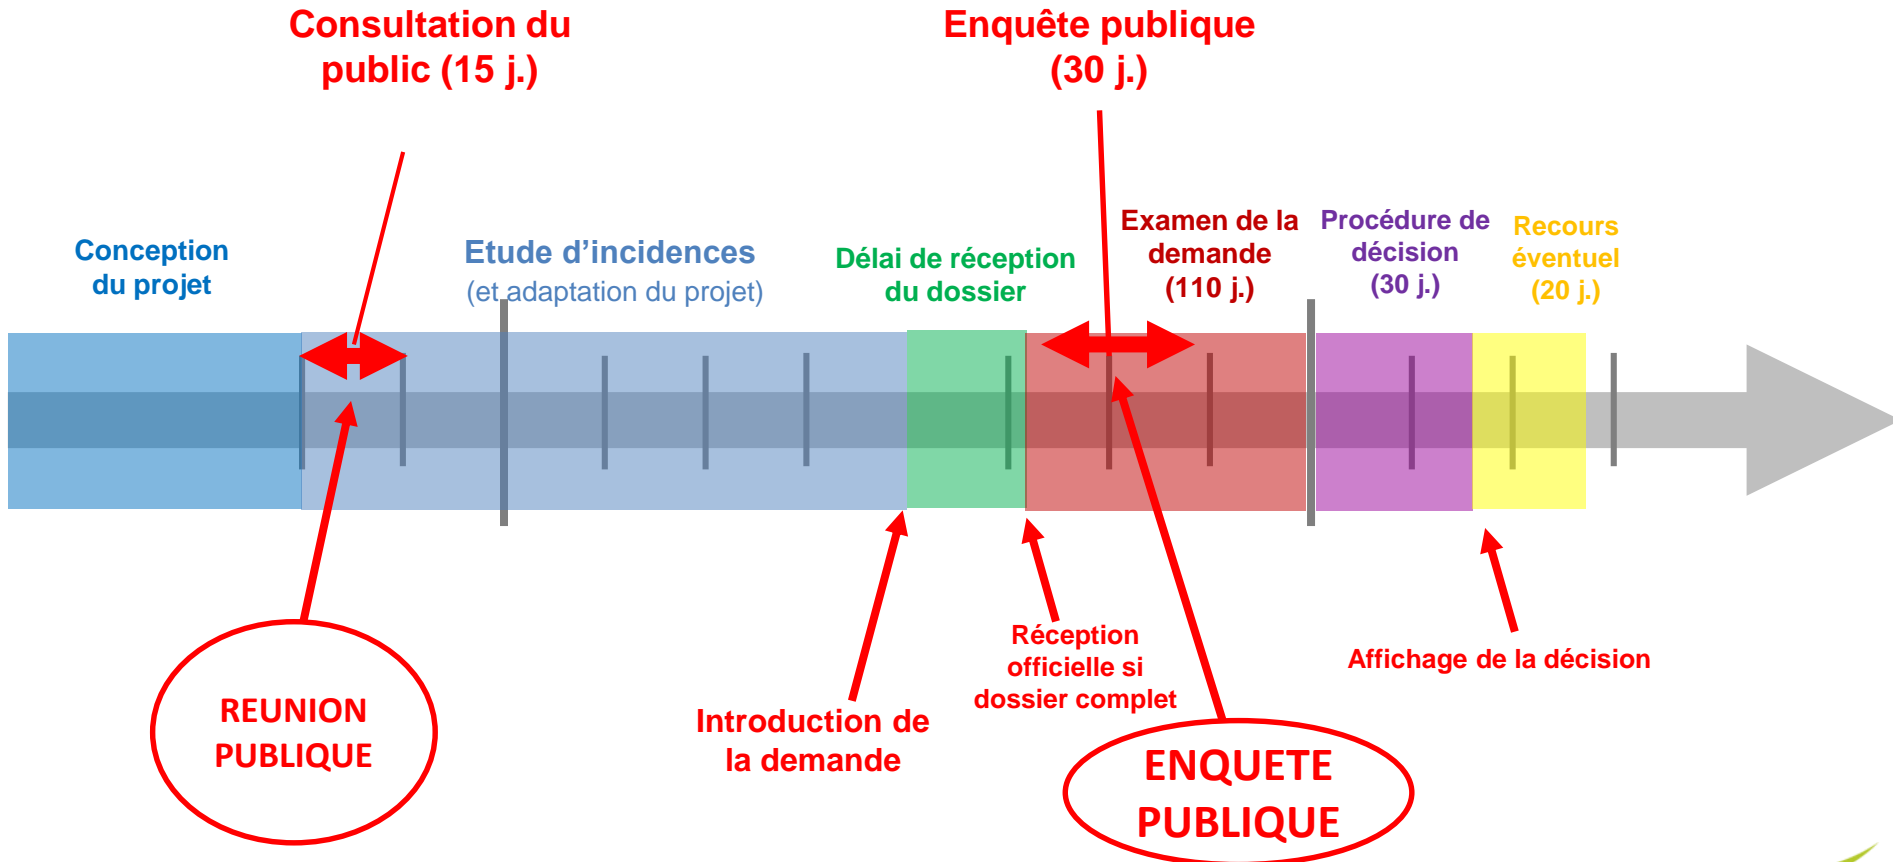 Consultation du
public (15 j.)
Enquête publique
(30 j.)
Conception
du projet
Etude d’incidences
(et adaptation du projet)
Délai de réception
du dossier
Examen de la
demande
(110 j.)
Procédure de
décision
(30 j.)
Recours
éventuel
(20 j.)
REUNION
PUBLIQUE
Introduction de
la demande
Réception
officielle si
dossier complet
ENQUETE
PUBLIQUE
Affichage de la décision